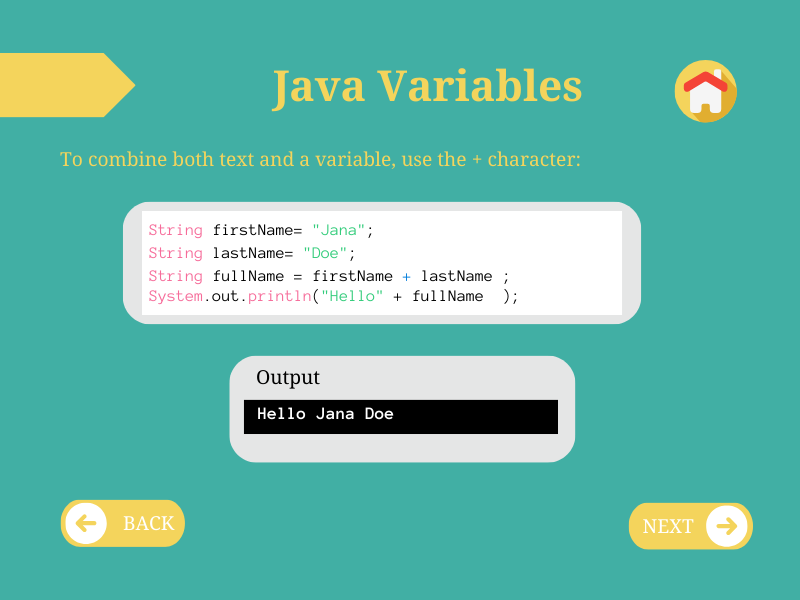 Java Variables
To combine both text and a variable, use the + character:
String firstName= "Jana";
String lastName= "Doe";
String fullName = firstName + lastName ;
System.out.println("Hello" + fullName  );
Output
Hello Jana Doe
BACK
NEXT